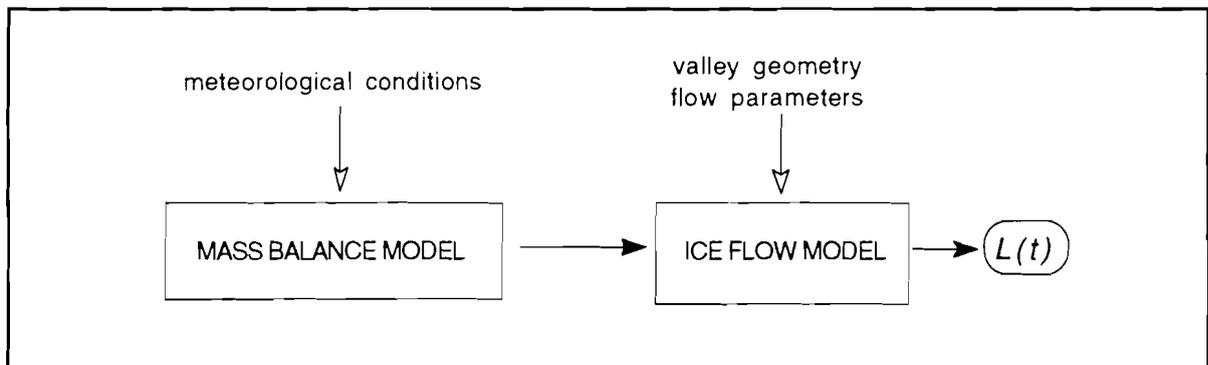 meteorological conditions
valley geometry
flow parameters
MASS BALANCE MODEL
ICE FLOW MODEL
L(t)